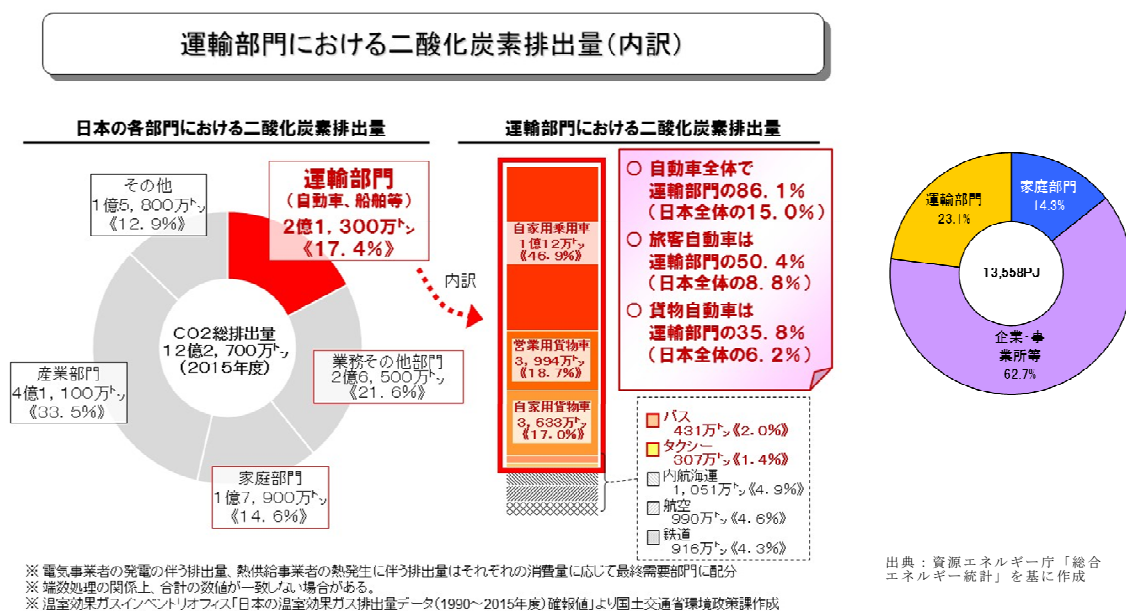 運輸部門における二酸化炭素排出量(内訳)
日本の各部門における二酸化炭素排出量
その他
1億5,800万㌧
《12.9%》
運輸部門
(自動車、船舶等)
2億1,300万㌧
《17.4%》
CO2総排出量
12億2,700万㌧
(2015年度)
産業部門
4億1,100万㌧
《33.5%》
業務その他部門
2億6,500万㌧
《21.6%》
家庭部門
1億7,900万㌧
《14.6%》
内訳
運輸部門における二酸化炭素排出量
自家用乗用車
1億12万㌧
《46.9%》
営業用貨物車
3,994万㌧
《18.7%》
自家用貨物車
3,633万㌧
《17.0%》
○ 自動車全体で
運輸部門の86.1%
(日本全体の15.0%)
○ 旅客自動車は
運輸部門の50.4%
(日本全体の8.8%)
○ 貨物自動車は
運輸部門の35.8%
(日本全体の6.2%)
バス
431万㌧《2.0%》
タクシー
307万㌧《1.4%》
内航海運
1,051万㌧《4.9%》
航空
990万㌧《4.6%》
鉄道
916万㌧《4.3%》
※ 電気事業者の発電の伴う排出量、熱供給事業者の熱発生に伴う排出量はそれぞれの消費量に応じて最終需要部門に配分
※ 端数処理の関係上、合計の数値が一致しない場合がある。
※ 温室効果ガスインベントリオフィス「日本の温室効果ガス排出量データ(1990～2015年度)確報値」より国土交通省環境政策課作成
運輸部門
23.1%
家庭部門
14.3%
13,558PJ
企業・事
業所等
62.7%
出典：資源エネルギー庁「総合
エネルギー統計」を基に作成